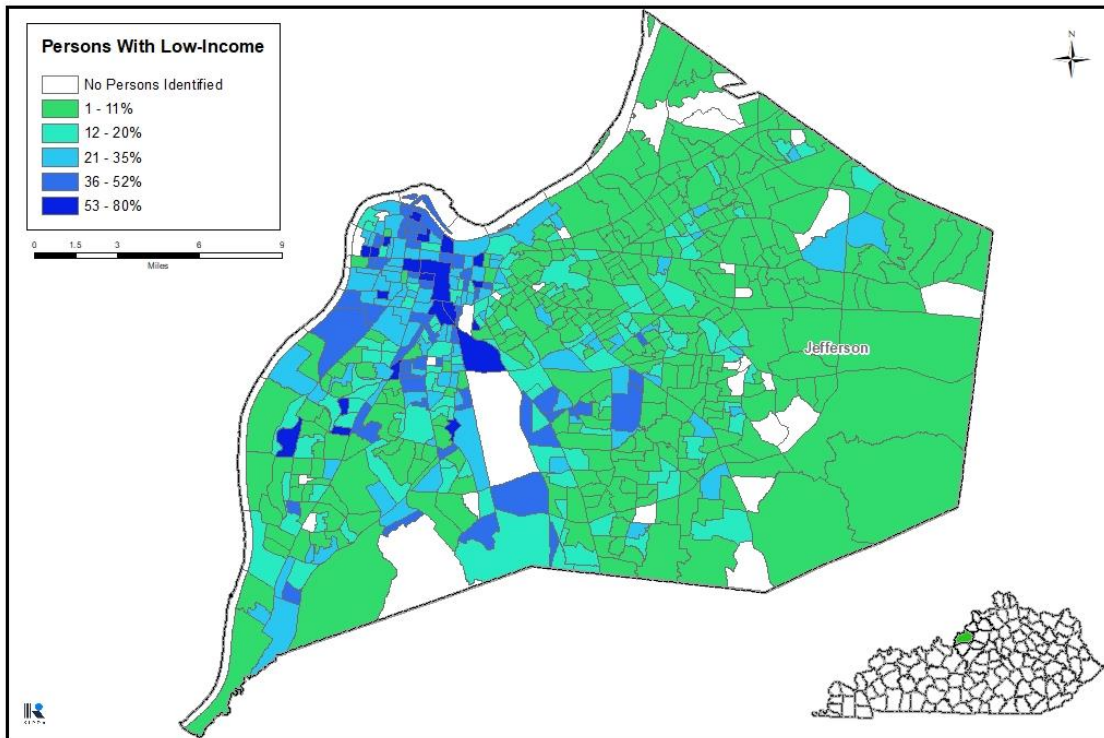 Persons With Low-Income
No Persons Identified
1 - 11%
12 - 20%
21 - 35%
36 - 52%
53 - 80%
0 1.5 3 6 9
Miles
N
Jefferson